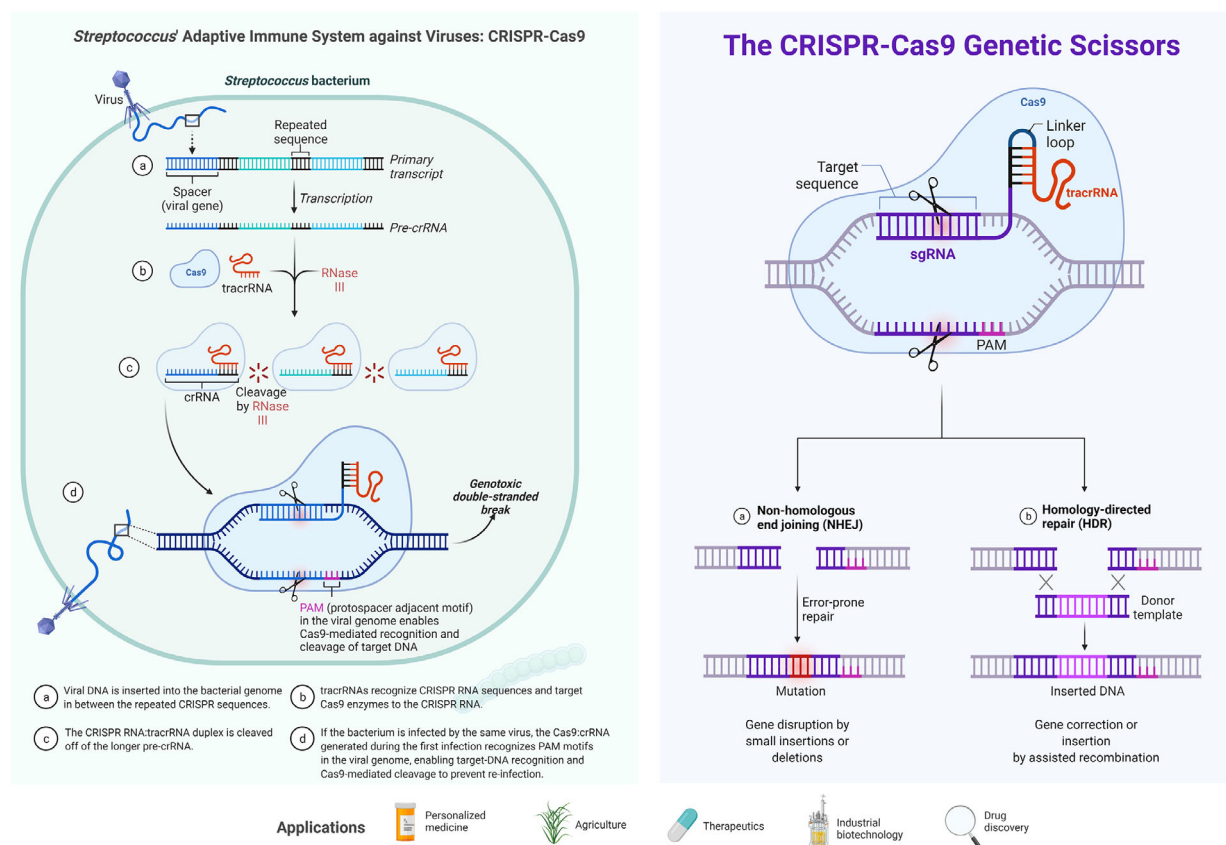 Streptococcus' Adaptive Immune System against Viruses: CRISPR-Cas9
Streptococcus bacterium
Virus
Repeated
sequence
a
Primary
transcript
Spacer
(viral gene)
Transcription
Pre-crRNA
b
Cas9
tracrRNA
RNase
III
c
crRNA
Cleavage
by RNase
III
d
Genotoxic
double-stranded
break
PAM (protospacer adjacent motif)
in the viral genome enables
Cas9-mediated recognition and
cleavage of target DNA
a
Viral DNA is inserted into the bacterial genome
in between the repeated CRISPR sequences.
b
tracrRNAs recognize CRISPR RNA sequences and target
Cas9 enzymes to the CRISPR RNA.
c
The CRISPR RNA:tracrRNA duplex is cleaved
off of the longer pre-crRNA.
d
If the bacterium is infected by the same virus, the Cas9:crRNA
generated during the first infection recognizes PAM motifs
in the viral genome, enabling target-DNA recognition and
Cas9-mediated cleavage to prevent re-infection.
The CRISPR-Cas9 Genetic Scissors
Cas9
Linker
loop
Target
sequence
tracrRNA
sgRNA
PAM
a
Non-homologous
end joining (NHEJ)
Error-prone
repair
Mutation
Gene disruption by
small insertions or
deletions
b
Homology-directed
repair (HDR)
Donor
template
Inserted DNA
Gene correction or
insertion
by assisted recombination
Applications
Personalized
medicine
Agriculture
Therapeutics
Industrial
biotechnology
Drug
discovery